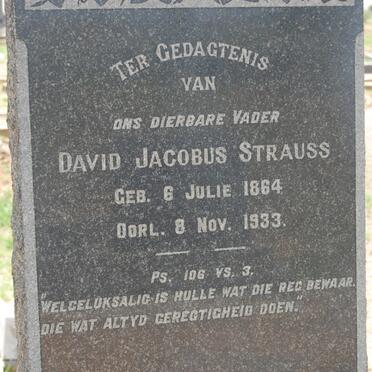 TER GEDAGTENIS
VAN
ONS DIERBARE VADER
DAVID JACOBUS STRAUSS
GEB. 6 JULIE 1864
OORL. 8 NOV. 1933.
PS. 106 VS. 3.
"WELGELUKSALIG IS HULLE WAT DIE REG BEWAAR.
DIE WAT ALTYD GEREGTIGHEID DOEN."